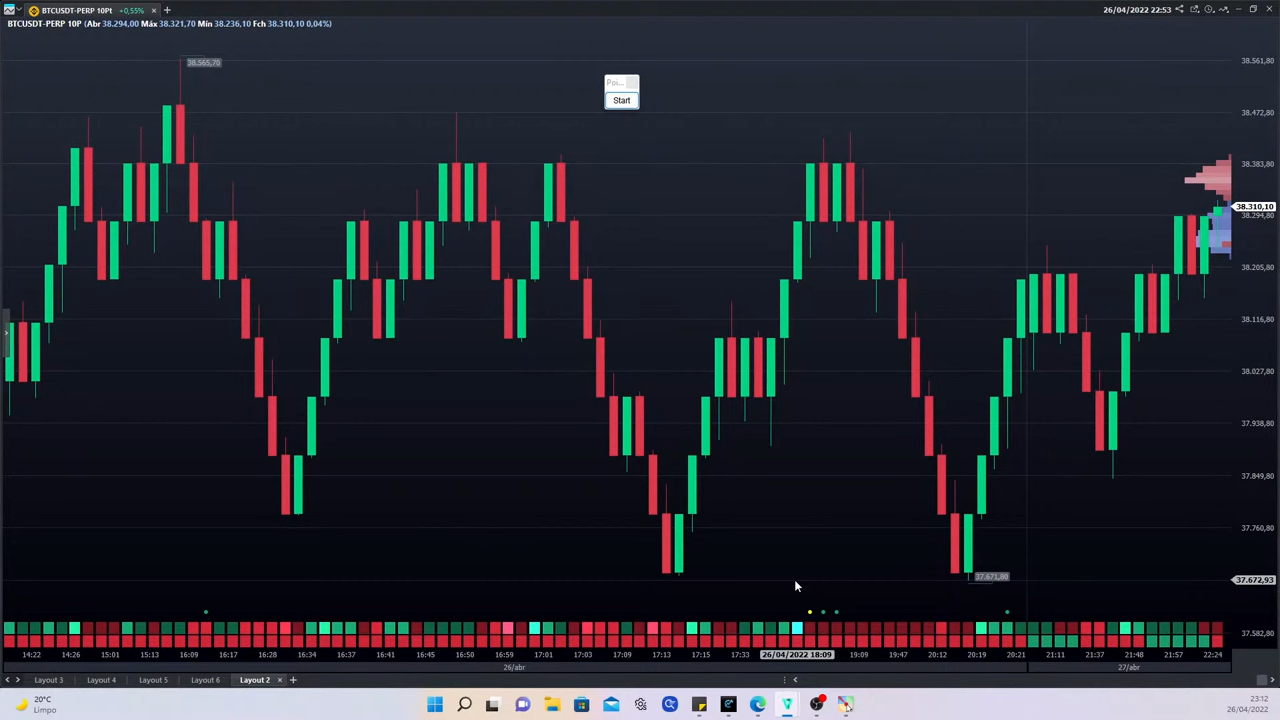 BTCUSDT-PERP 10Pt +0,55% × +
26/04/2022 22:53
BTCUSDT-PERP 10P (Abr 38.294,00 Máx 38.321,70 Mín 38.236,10 Fch 38.310,10 0,04%)
38.565,70
Poi...
Start
38.561,80
38.472,80
38.383,80
38.310,10
38.294,80
38.205,80
38.116,80
38.027,80
37.938,80
37.849,80
37.760,80
37.671,80
37.672,93
37.582,80
14:22 14:26 15:01 15:13 16:09 16:17 16:28 16:34 16:39 16:45 16:59 17:01 17:03 17:09 17:13 17:15 17:33 26/04/2022 18:09 19:09 19:47 20:12 20:19 20:21 21:11 21:37 21:48 21:57 22:24
26/abr 27/abr
Layout 3 Layout 4 Layout 5 Layout 6 Layout 2 ×
20°C
Limpo
23:12
26/04/2022